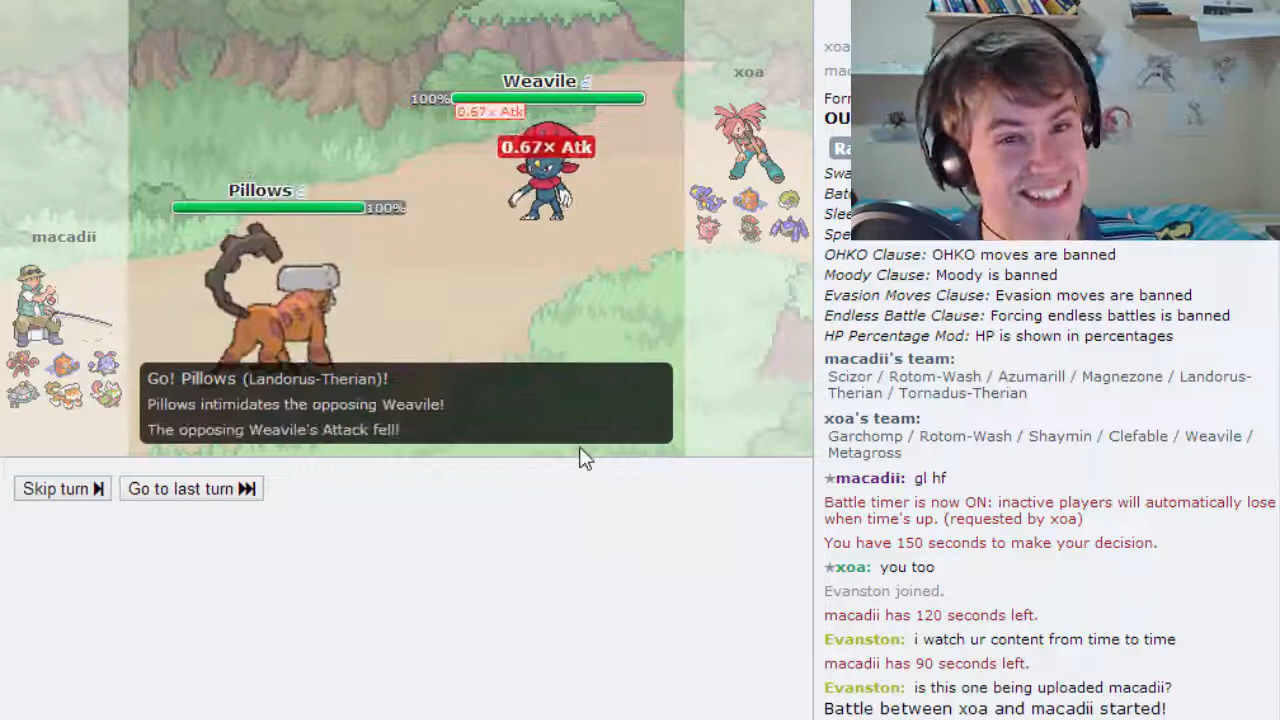 Weavile
100%
0.67× Atk
0.67× Atk
Pillows
100%
macadii
xoa
Go! Pillows (Landorus-Therian)!
Pillows intimidates the opposing Weavile!
The opposing Weavile's Attack fell!
Skip turn
Go to last turn
xoa
OHKO Clause: OHKO moves are banned
Moody Clause: Moody is banned
Evasion Moves Clause: Evasion moves are banned
Endless Battle Clause: Forcing endless battles is banned
HP Percentage Mod: HP is shown in percentages
macadii's team:
Scizor / Rotom-Wash / Azumarill / Magnezone / Landorus-
Therian / Tornadus-Therian
xoa's team:
Garchomp / Rotom-Wash / Shaymin / Clefable / Weavile /
Metagross
☆macadii: gl hf
Battle timer is now ON: inactive players will automatically lose
when time's up. (requested by xoa)
You have 150 seconds to make your decision.
☆xoa: you too
Evanston joined.
macadii has 120 seconds left.
Evanston: i watch ur content from time to time
macadii has 90 seconds left.
Evanston: is this one being uploaded macadii?
Battle between xoa and macadii started!